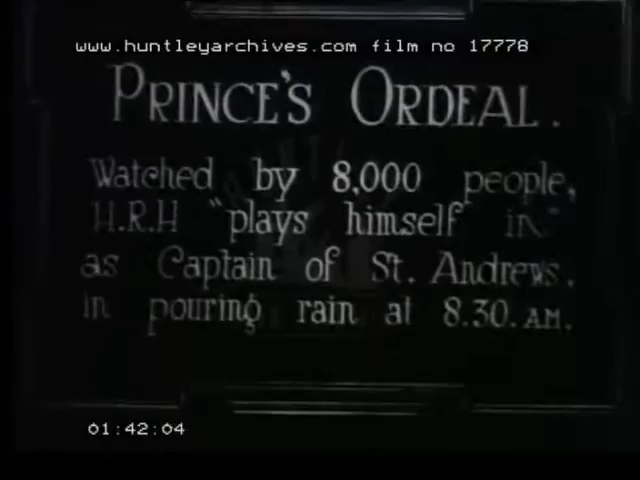 www.huntleyarchives.com film no 17778
PRINCE'S ORDEAL.
Watched by 8,000 people,
H.R.H "plays himself in"
as Captain of St. Andrews.
in pouring rain at 8.30. AM.
01:42:04